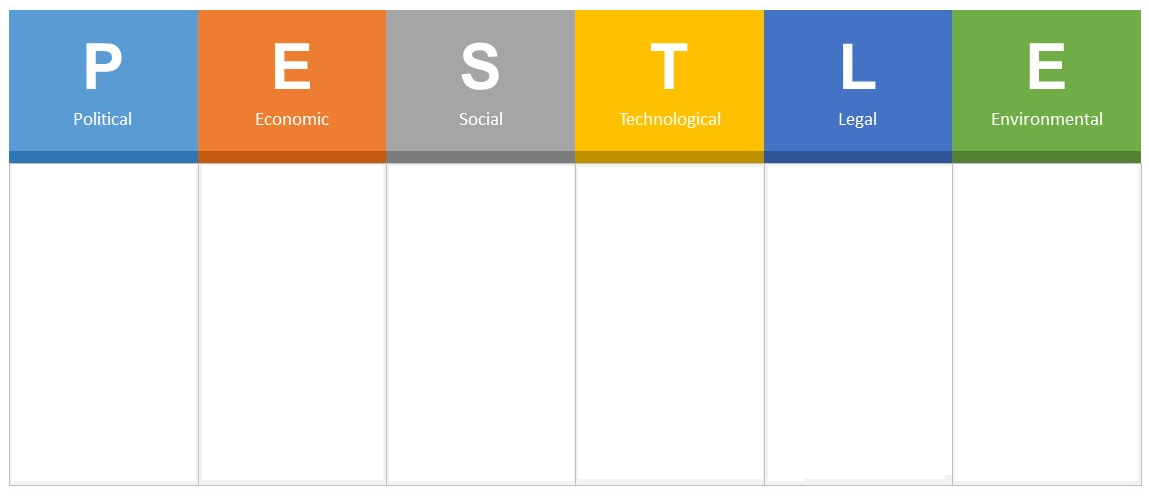 P E S T L E
Political Economic Social Technological Legal Environmental